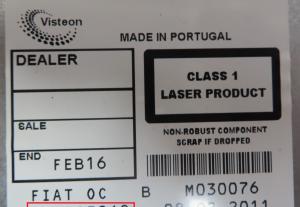 Visteon
MADE IN PORTUGAL
DEALER
CLASS 1
LASER PRODUCT
SALE
NON-ROBUST COMPONENT
SCRAP IF DROPPED
END FEB16
FIAT OC B M030076
2011